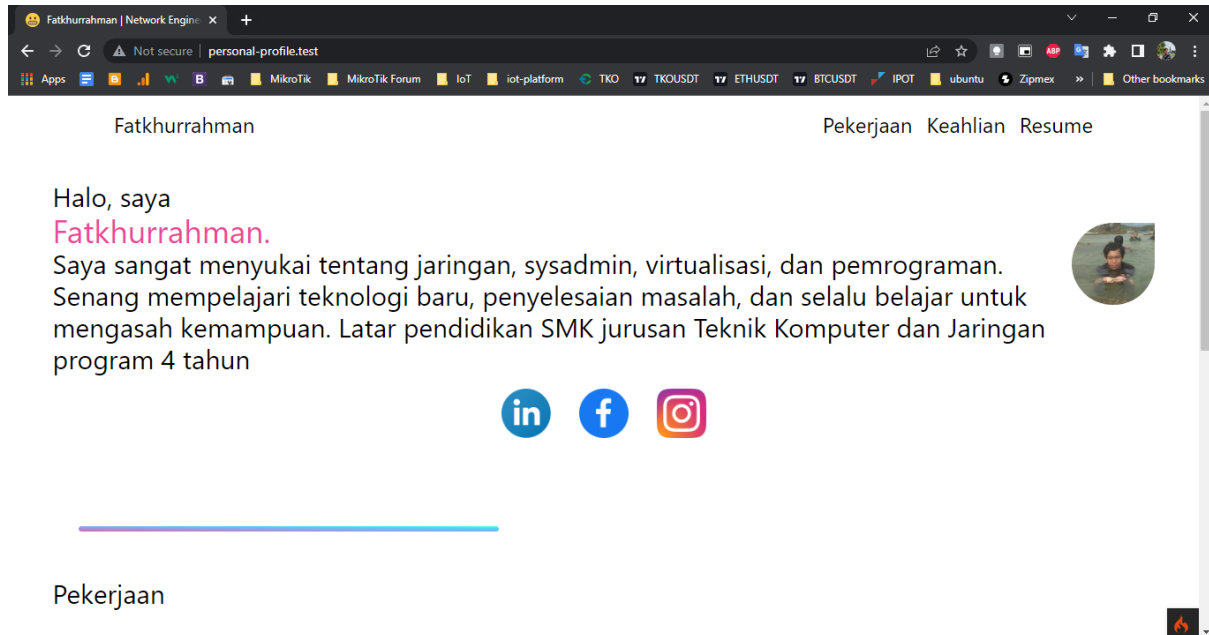 Fatkhurrahman | Network Engine
Not secure | personal-profile.test
Apps MikroTik MikroTik Forum IoT iot-platform TKO TKOUSDT ETHUSDT BTCUSDT IPOT ubuntu Zipmex » Other bookmarks
Fatkhurrahman Pekerjaan Keahlian Resume
Halo, saya
Fatkhurrahman.
Saya sangat menyukai tentang jaringan, sysadmin, virtualisasi, dan pemrograman.
Senang mempelajari teknologi baru, penyelesaian masalah, dan selalu belajar untuk
mengasah kemampuan. Latar pendidikan SMK jurusan Teknik Komputer dan Jaringan
program 4 tahun
in f
Pekerjaan